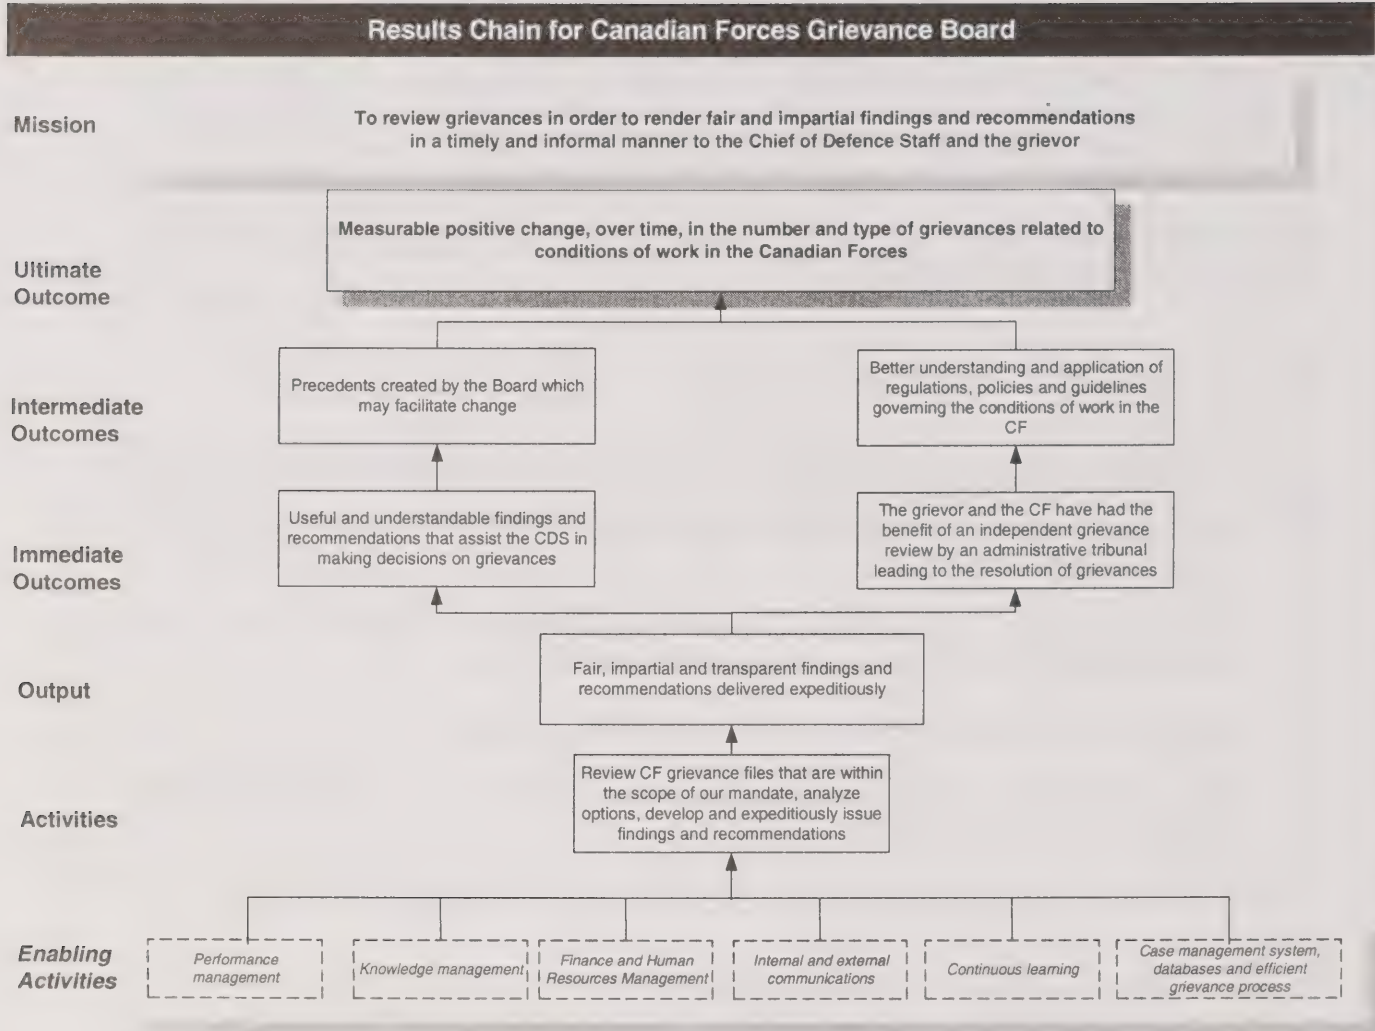 Results Chain for Canadian Forces Grievance Board
Mission
To review grievances in order to render fair and impartial findings and recommendations
in a timely and informal manner to the Chief of Defence Staff and the grievor
Ultimate
Outcome
Measurable positive change, over time, in the number and type of grievances related to
conditions of work in the Canadian Forces
Intermediate
Outcomes
Precedents created by the Board which
may facilitate change
Better understanding and application of
regulations, policies and guidelines
governing the conditions of work in the
CF
Immediate
Outcomes
Useful and understandable findings and
recommendations that assist the CDS in
making decisions on grievances
The grievor and the CF have had the
benefit of an independent grievance
review by an administrative tribunal
leading to the resolution of grievances
Output
Fair, impartial and transparent findings and
recommendations delivered expeditiously
Activities
Review CF grievance files that are within
the scope of our mandate, analyze
options, develop and expeditiously issue
findings and recommendations
Enabling
Activities
Performance
management
Knowledge management
Finance and Human
Resources Management
Internal and external
communications
Continuous learning
Case management system,
databases and efficient
grievance process